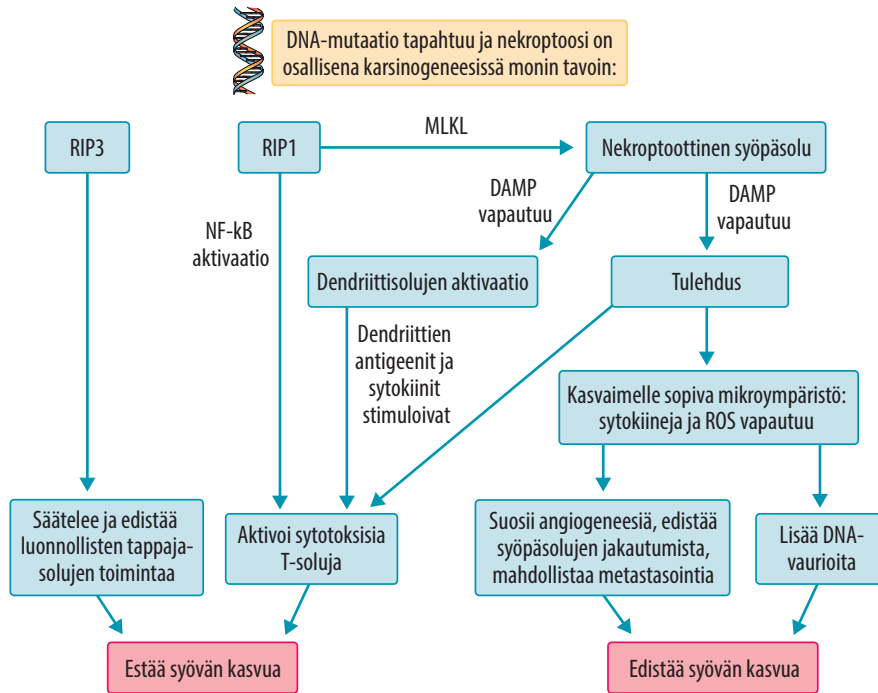 DNA-mutaatio tapahtuu ja nekroptoosi on
osallisena karsinogeneesissä monin tavoin:
RIP3
RIP1
MLKL
Nekroptoottinen syöpäsolu
DAMP
vapautuu
DAMP
vapautuu
NF-kB
aktivaatio
Dendriittisolujen aktivaatio
Tulehdus
Dendriittien
antigeenit ja
sytokiinit
stimuloivat
Kasvaimelle sopiva mikroympäristö:
sytokiineja ja ROS vapautuu
Säätelee ja edistää
luonnollisten tappaja-
solujen toimintaa
Aktivoi sytotoksisia
T-soluja
Suosii angiogeneesiä, edistää
syöpäsolujen jakautumista,
mahdollistaa metastasointia
Lisää DNA-
vaurioita
Estää syövän kasvua
Edistää syövän kasvua